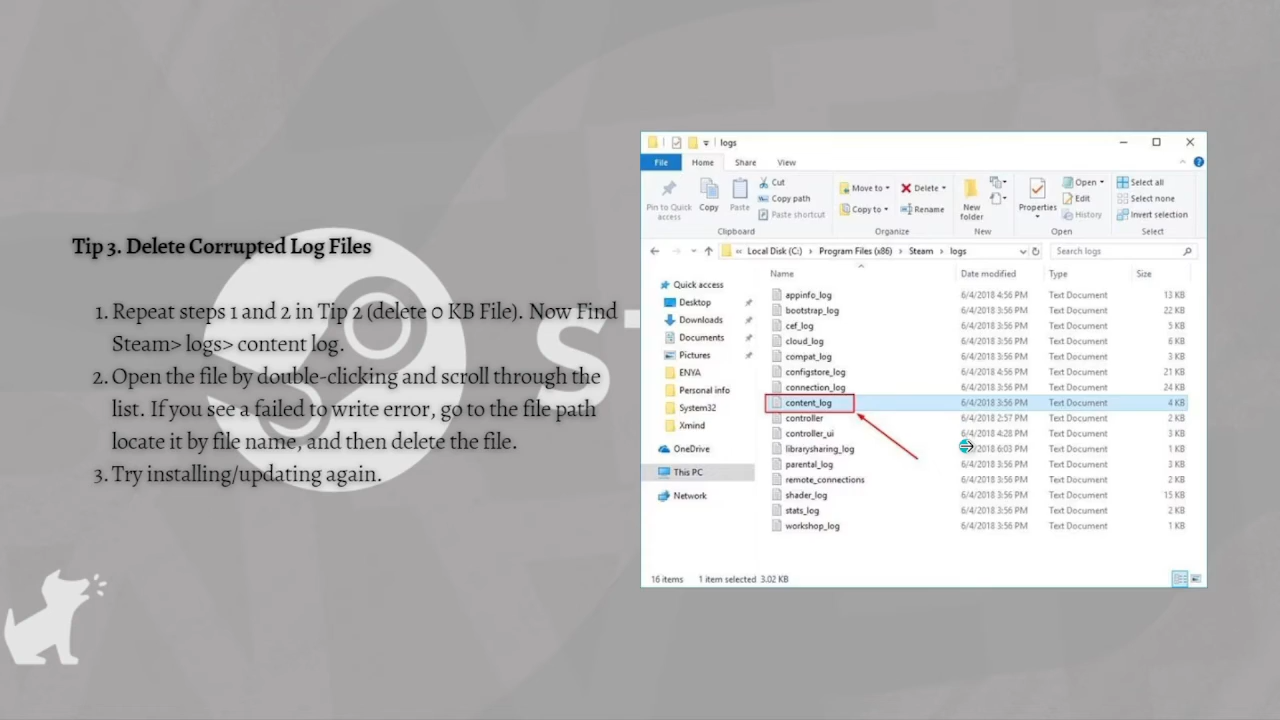 Tip 3. Delete Corrupted Log Files
1. Repeat steps 1 and 2 in Tip 2 (delete 0 KB File). Now Find
Steam> logs> content log.
2. Open the file by double-clicking and scroll through the
list. If you see a failed to write error, go to the file path
locate it by file name, and then delete the file.
3. Try installing/updating again.
logs
File Home Share View
Pin to Quick access
Copy
Paste
Cut
Copy path
Paste shortcut
Clipboard
Move to
Copy to
Delete
Rename
Organize
New folder
New
Properties
Open
Edit
History
Open
Select all
Select none
Invert selection
Select
« Local Disk (C:) > Program Files (x86) > Steam > logs
Search logs
Quick access
Desktop
Downloads
Documents
Pictures
ENYA
Personal info
System32
Xmind
OneDrive
This PC
Network
Name Date modified Type Size
appinfo_log 6/4/2018 4:56 PM Text Document 13 KB
bootstrap_log 6/4/2018 3:56 PM Text Document 22 KB
cef_log 6/4/2018 3:56 PM Text Document 5 KB
cloud_log 6/4/2018 3:56 PM Text Document 6 KB
compat_log 6/4/2018 3:56 PM Text Document 3 KB
configstore_log 6/4/2018 4:56 PM Text Document 21 KB
connection_log 6/4/2018 3:56 PM Text Document 24 KB
content_log 6/4/2018 3:56 PM Text Document 4 KB
controller 6/4/2018 2:57 PM Text Document 2 KB
controller_ui 6/4/2018 4:28 PM Text Document 3 KB
librarysharing_log 2018 6:03 PM Text Document 1 KB
parental_log 6/4/2018 3:56 PM Text Document 3 KB
remote_connections 6/4/2018 3:56 PM Text Document 2 KB
shader_log 6/4/2018 3:56 PM Text Document 15 KB
stats_log 6/4/2018 3:56 PM Text Document 2 KB
workshop_log 6/4/2018 3:56 PM Text Document 1 KB
16 items 1 item selected 3.02 KB